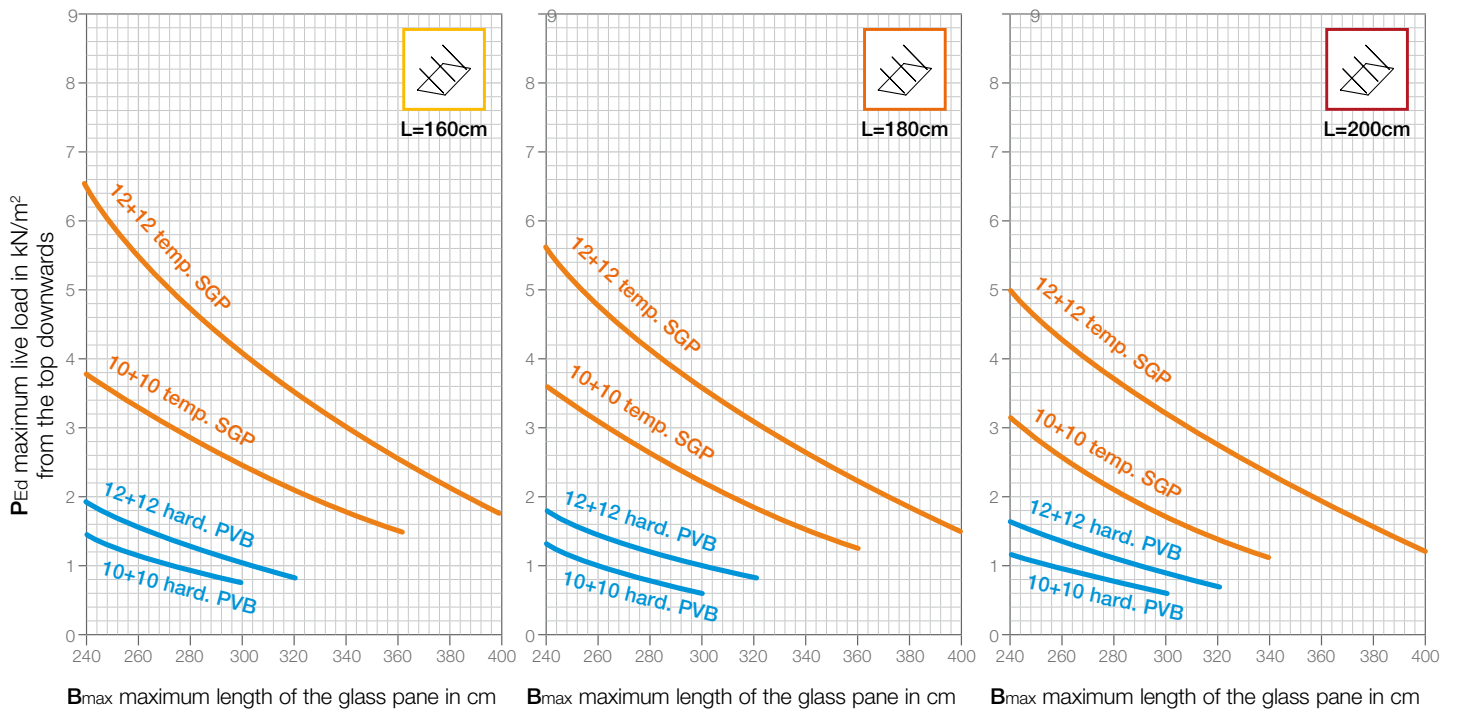 PEd maximum live load in kN/m²
from the top downwards
9
8
7
6
5
4
3
2
1
0
240 260 280 300 320 340 360 380 400
L=160cm
12+12 temp. SGP
10+10 temp. SGP
12+12 hard. PVB
10+10 hard. PVB
Bmax maximum length of the glass pane in cm
9
8
7
6
5
4
3
2
1
0
240 260 280 300 320 340 360 380 400
L=180cm
12+12 temp. SGP
10+10 temp. SGP
12+12 hard. PVB
10+10 hard. PVB
Bmax maximum length of the glass pane in cm
9
8
7
6
5
4
3
2
1
0
240 260 280 300 320 340 360 380 400
L=200cm
12+12 temp. SGP
10+10 temp. SGP
12+12 hard. PVB
10+10 hard. PVB
Bmax maximum length of the glass pane in cm